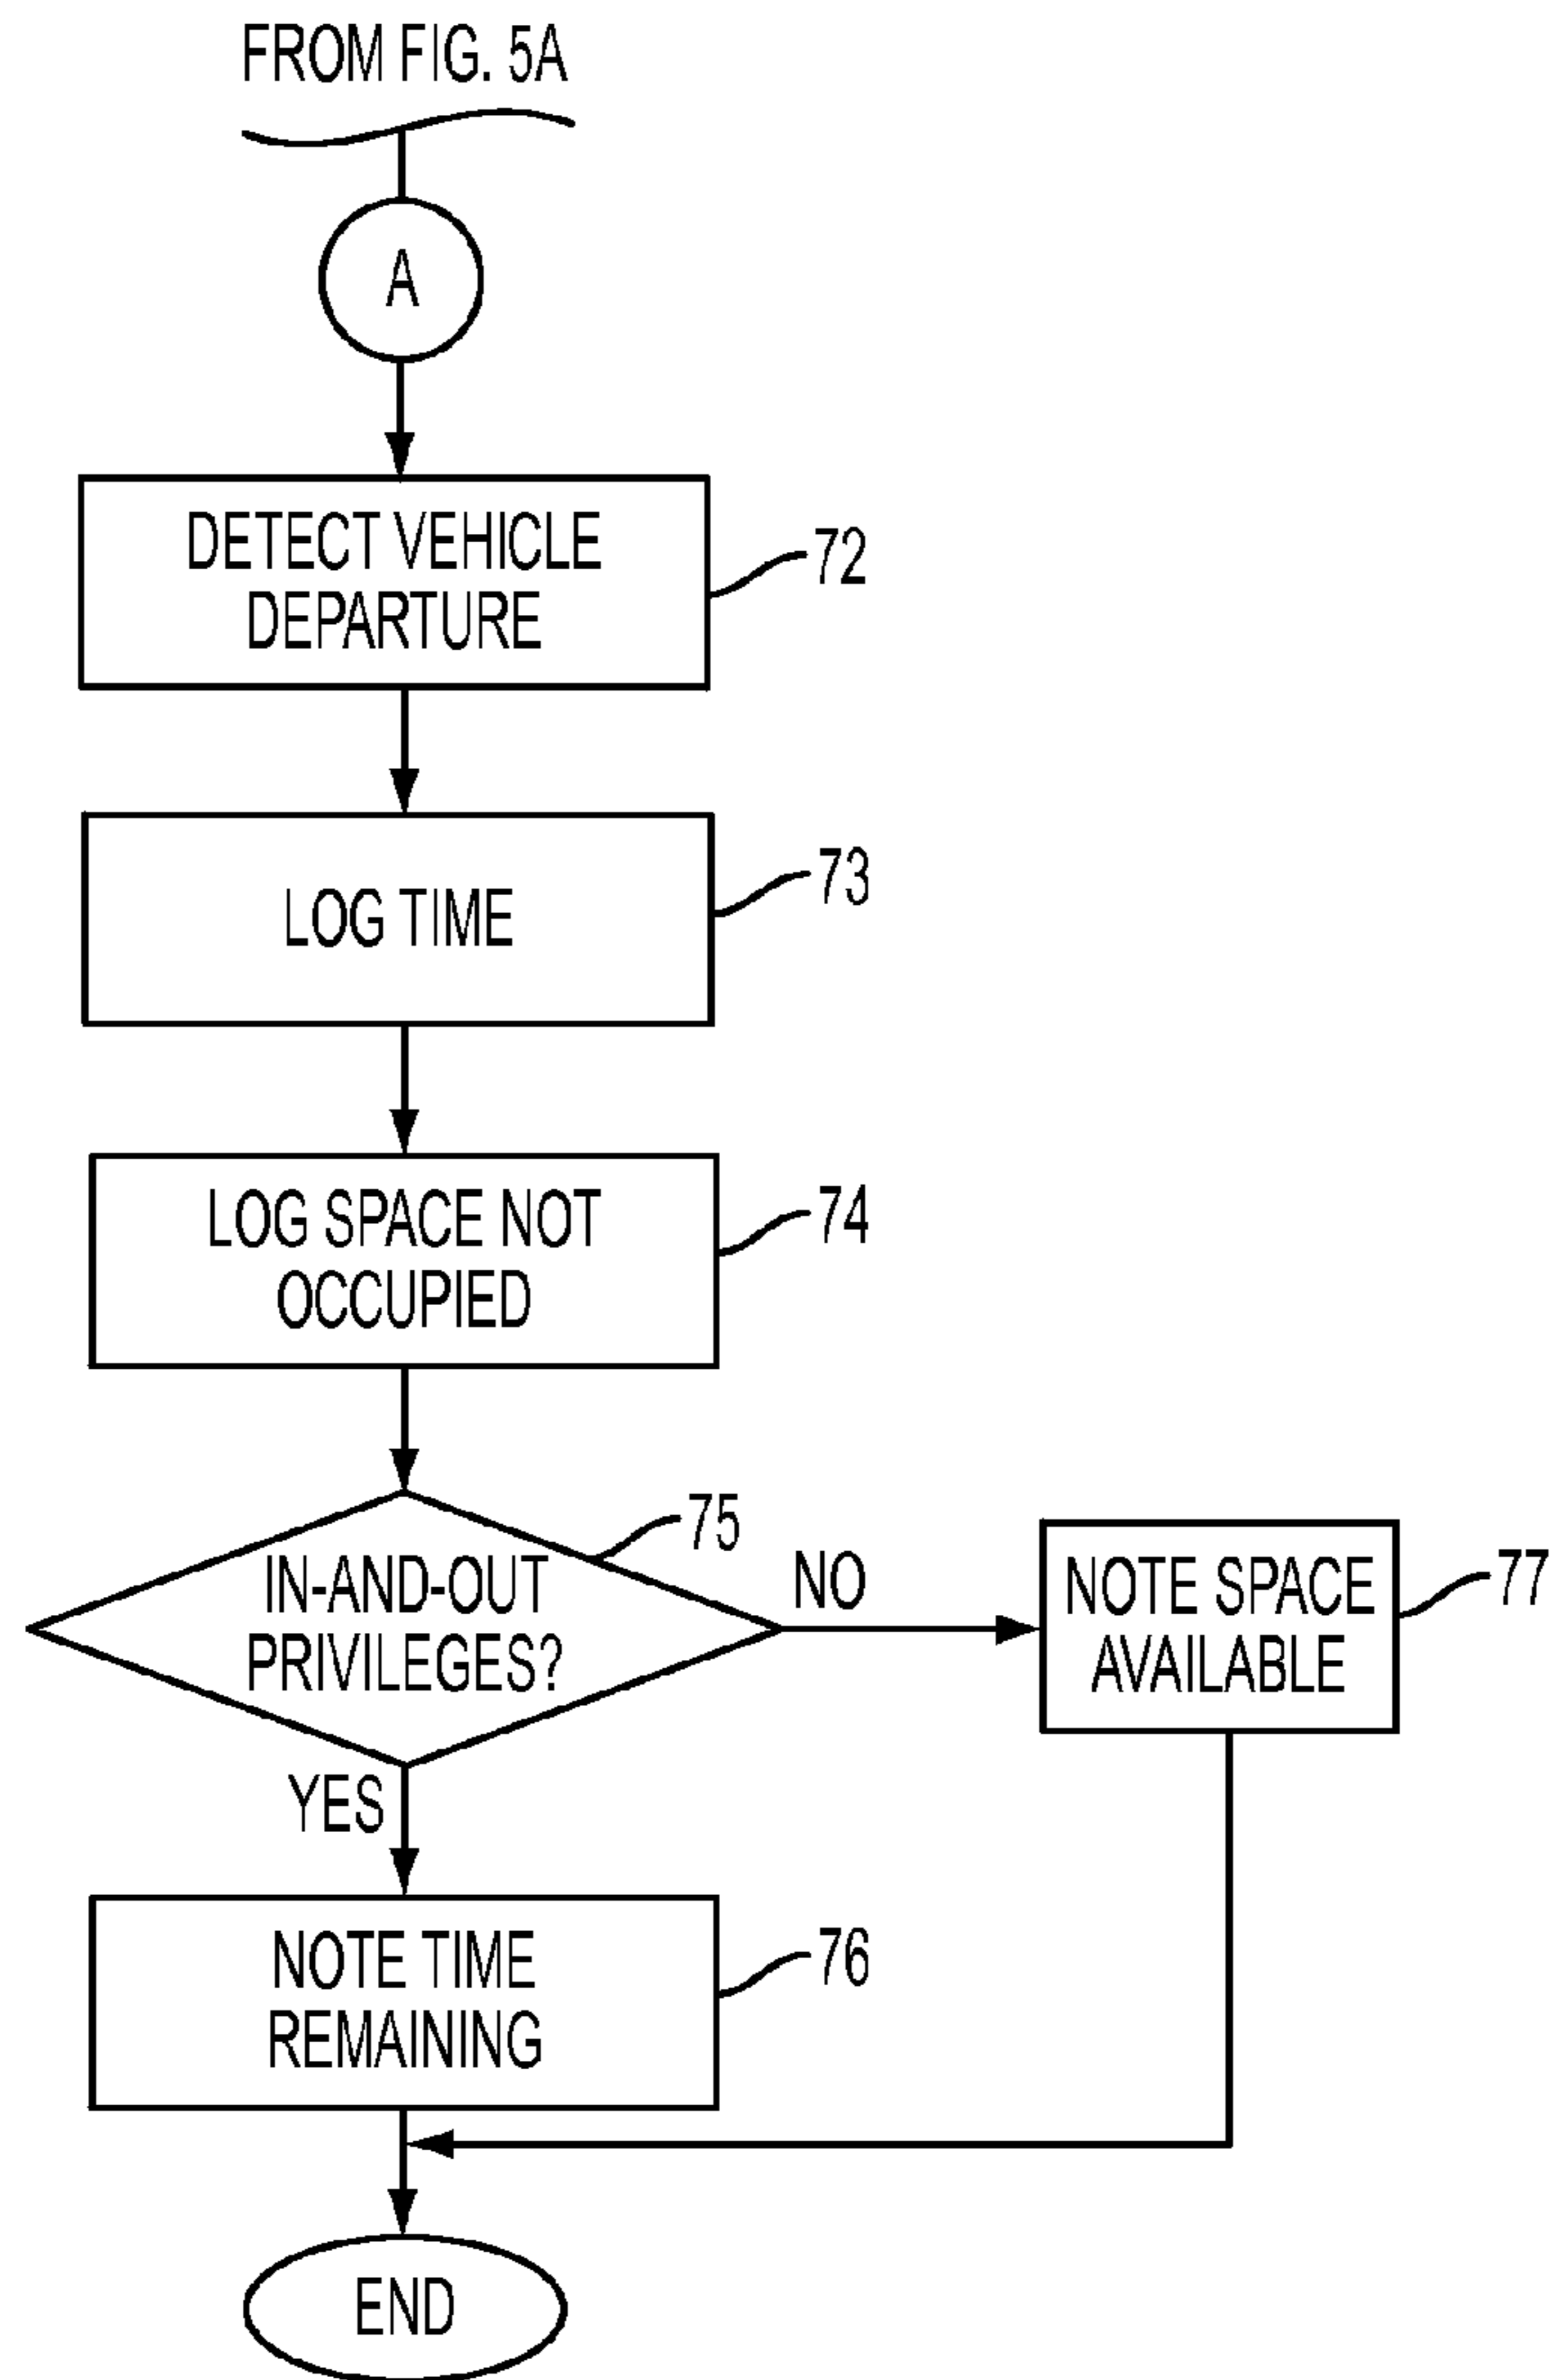 FROM FIG. 5A
A
DETECT VEHICLE
DEPARTURE
72
LOG TIME
73
LOG SPACE NOT
OCCUPIED
74
75
IN-AND-OUT
PRIVILEGES?
NO
NOTE SPACE
AVAILABLE
77
YES
NOTE TIME
REMAINING
76
END